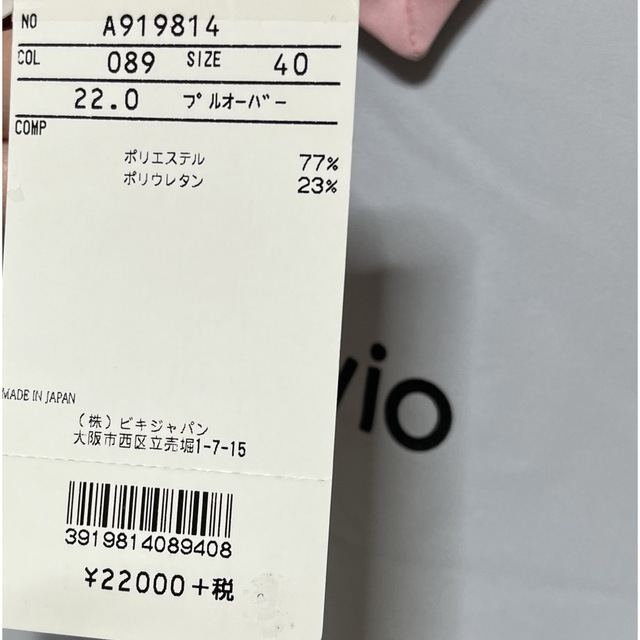 NO A919814
COL 089 SIZE 40
22.0 プルオーバー
COMP
ポリエステル 77%
ポリウレタン 23%
MADE IN JAPAN
(株)ビキジャパン
大阪市西区立売堀1-7-15
3919814089408
¥22000+税